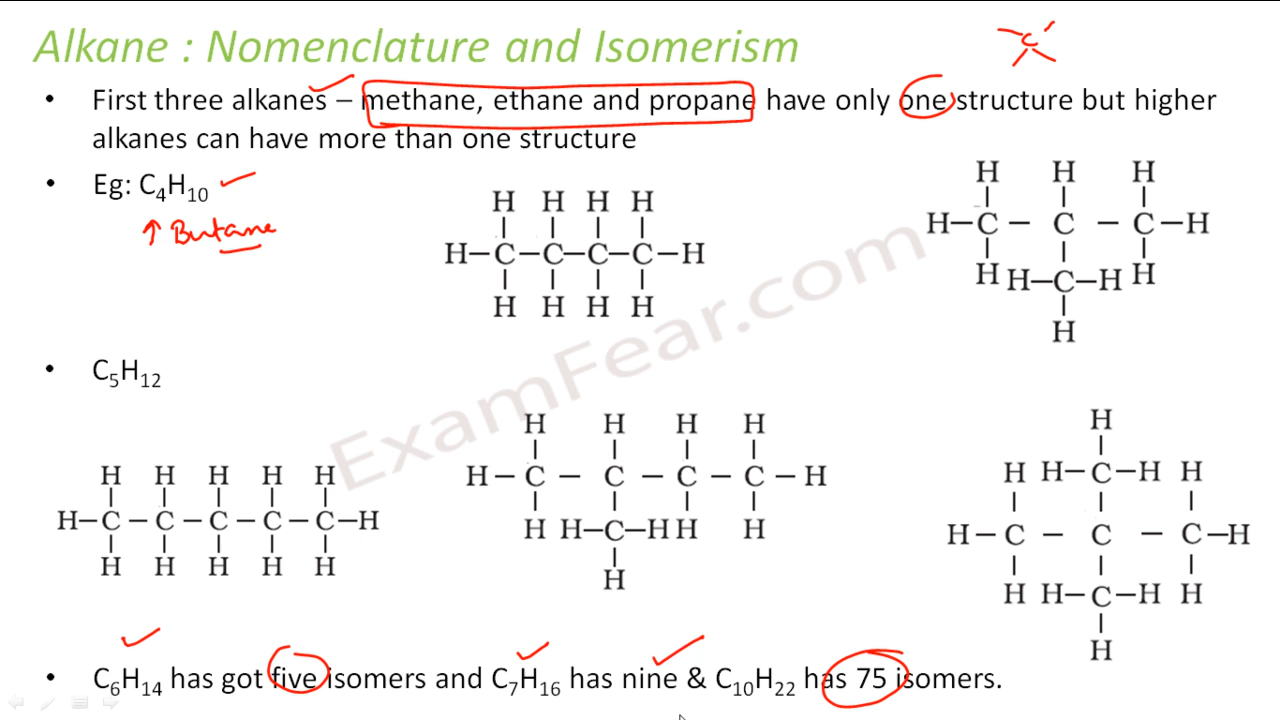 Alkane : Nomenclature and Isomerism
C
• First three alkanes – methane, ethane and propane have only one structure but higher
alkanes can have more than one structure
• Eg: C₄H₁₀
↑ Butane
H H H H
H–C–C–C–C–H
H H H H
H H H
H–C – C – C–H
H H–C–H H
H
ExamFear.com
• C₅H₁₂
H H H H H
H–C–C–C–C–C–H
H H H H H
H H H H
H–C – C – C – C–H
H H–C–H H H
H
H
H H–C–H H
H–C – C – C–H
H H–C–H H
H
• C₆H₁₄ has got five isomers and C₇H₁₆ has nine & C₁₀H₂₂ has 75 isomers.